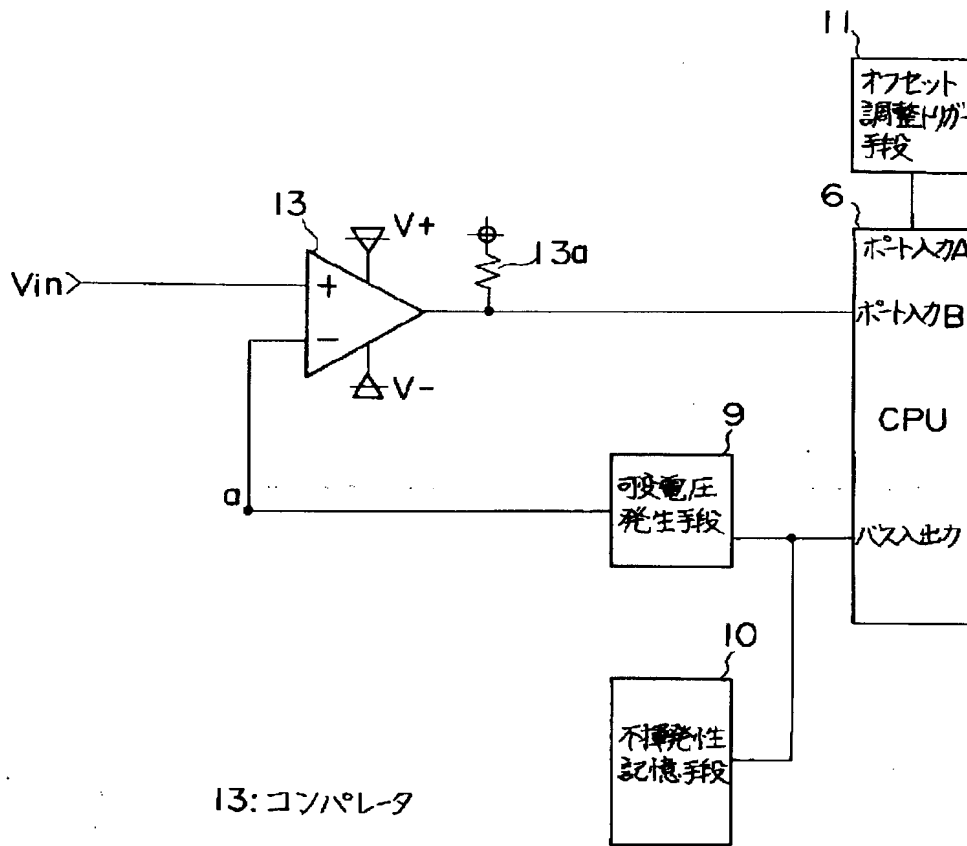 11
オフセット
調整トリガー
手段
6
ポート入力A
13
V+
13a
Vin
+
ポート入力B
−
V-
CPU
9
a
可変電圧
発生手段
バス入出力
10
不揮発性
記憶手段
13:コンパレータ